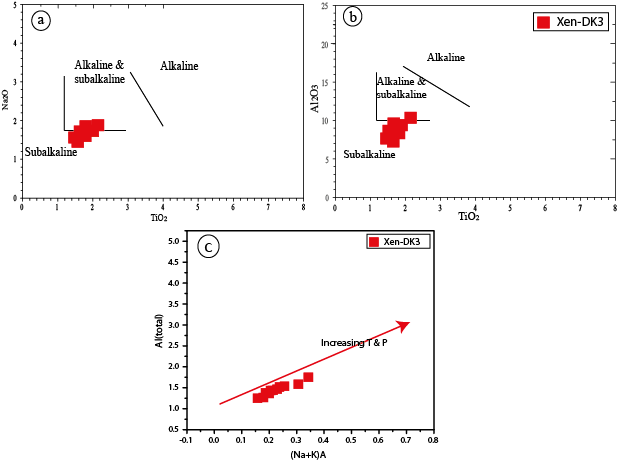 a
Alkaline &
subalkaline
Alkaline
Subalkaline
Na2O
5
4
3
2
1
0
0 1 2 3 4 5 6 7 8
TiO2
b
Xen-DK3
Alkaline
Alkaline &
subalkaline
Subalkaline
Al2O3
25
20
15
10
5
0
0 1 2 3 4 5 6 7 8
TiO2
c
Xen-DK3
Increasing T & P
Al(total)
5.0
4.5
4.0
3.5
3.0
2.5
2.0
1.5
1.0
0.5
-0.1 0.0 0.1 0.2 0.3 0.4 0.5 0.6 0.7 0.8
(Na+K)A